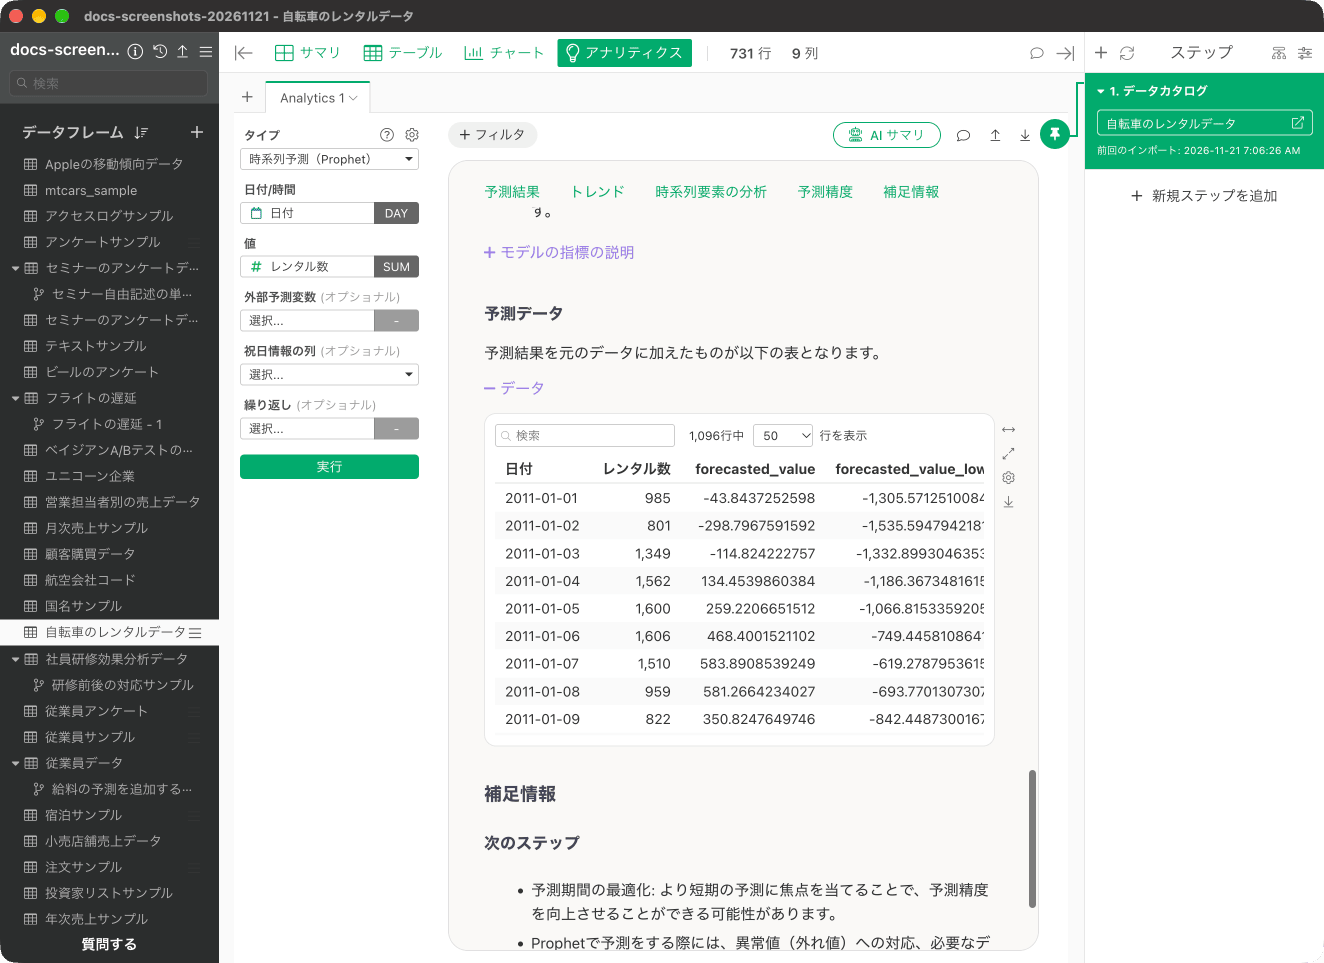 docs-screenshots-20261121 - 自転車のレンタルデータ
docs-screen...
検索
データフレーム
Appleの移動傾向データ
mtcars_sample
アクセスログサンプル
アンケートサンプル
セミナーのアンケートデ...
セミナー自由記述の単...
セミナーのアンケートデ...
テキストサンプル
ビールのアンケート
フライトの遅延
フライトの遅延 - 1
ベイジアンA/Bテストの...
ユニコーン企業
営業担当者別の売上データ
月次売上サンプル
顧客購買データ
航空会社コード
国名サンプル
自転車のレンタルデータ
社員研修効果分析データ
研修前後の対応サンプル
従業員アンケート
従業員サンプル
従業員データ
給料の予測を追加する...
宿泊サンプル
小売店舗売上データ
注文サンプル
投資家リストサンプル
年次売上サンプル
質問する
サマリ
テーブル
チャート
アナリティクス
731 行
9 列
Analytics 1
タイプ
時系列予測（Prophet）
日付/時間
日付
DAY
値
レンタル数
SUM
外部予測変数 (オプショナル)
選択...
-
祝日情報の列 (オプショナル)
選択...
繰り返し (オプショナル)
選択...
-
実行
フィルタ
AI サマリ
予測結果
トレンド
時系列要素の分析
予測精度
補足情報
す。
モデルの指標の説明
予測データ
予測結果を元のデータに加えたものが以下の表となります。
データ
検索
1,096行中
50
行を表示
日付 レンタル数 forecasted_value forecasted_value_low
2011-01-01 985 -43.8437252598 -1,305.5712510084
2011-01-02 801 -298.7967591592 -1,535.5947942181
2011-01-03 1,349 -114.824222757 -1,332.8993046353
2011-01-04 1,562 134.4539860384 -1,186.3673481615
2011-01-05 1,600 259.2206651512 -1,066.8153359205
2011-01-06 1,606 468.4001521102 -749.4458108641
2011-01-07 1,510 583.8908539249 -619.2787953615
2011-01-08 959 581.2664234027 -693.7701307307
2011-01-09 822 350.8247649746 -842.4487300167
補足情報
次のステップ
• 予測期間の最適化: より短期の予測に焦点を当てることで、予測精度
を向上させることができる可能性があります。
• Prophetで予測をする際には、異常値（外れ値）への対応、必要なデ
ステップ
1. データカタログ
自転車のレンタルデータ
前回のインポート: 2026-11-21 7:06:26 AM
新規ステップを追加